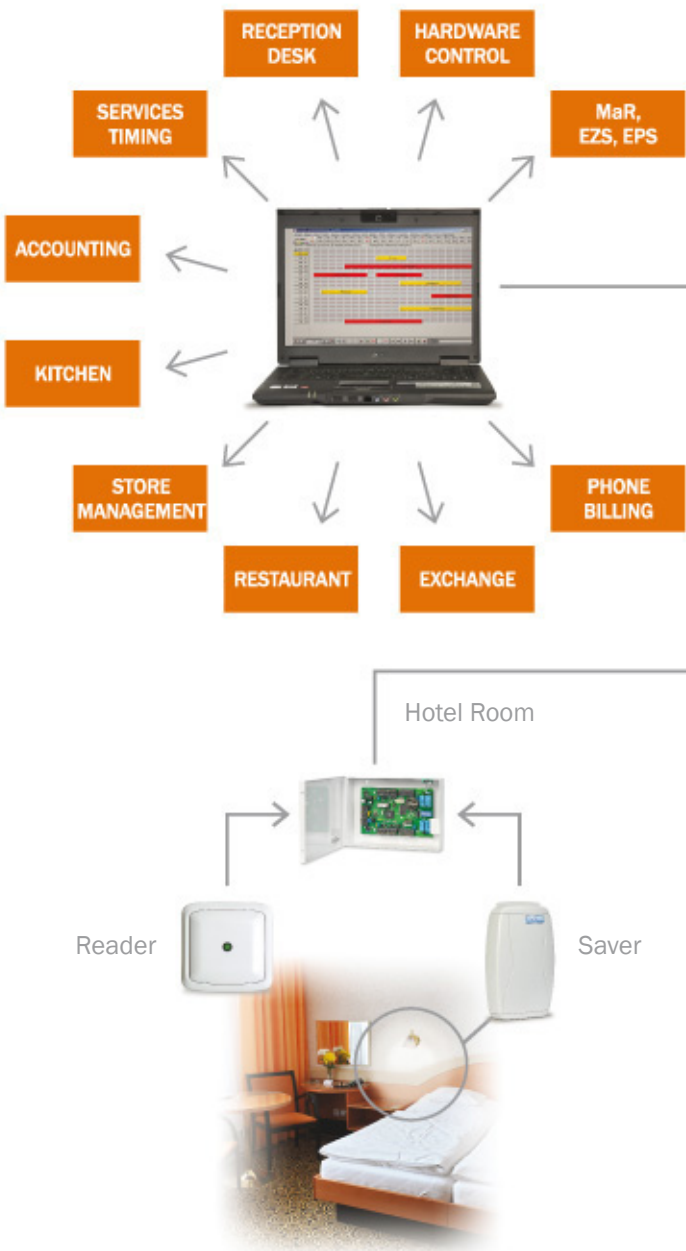 RECEPTION
DESK
HARDWARE
CONTROL
SERVICES
TIMING
MaR,
EZS, EPS
ACCOUNTING
KITCHEN
STORE
MANAGEMENT
PHONE
BILLING
RESTAURANT
EXCHANGE
Hotel Room
Reader
Saver